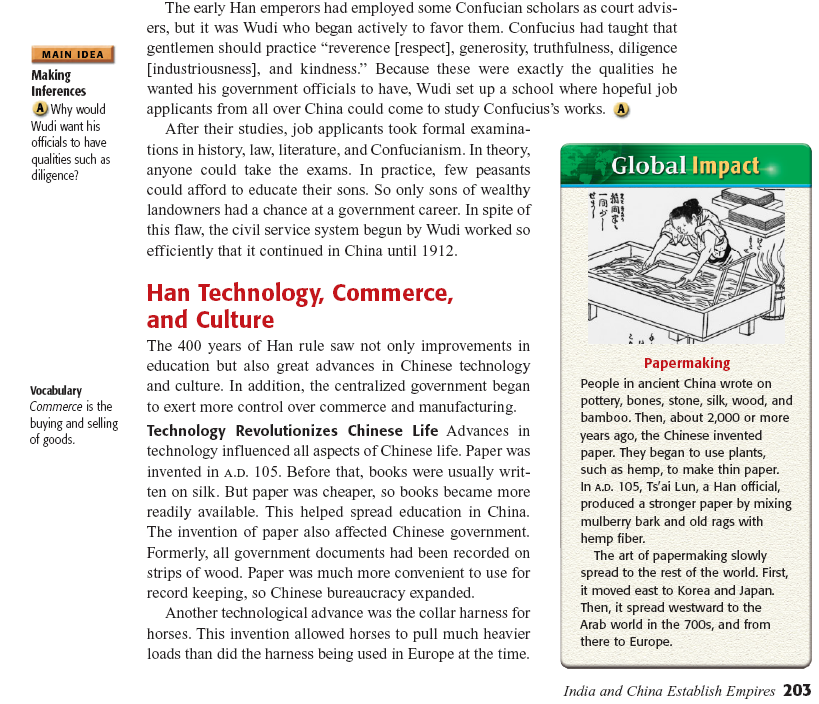 The early Han emperors had employed some Confucian scholars as court advis-
ers, but it was Wudi who began actively to favor them. Confucius had taught that
gentlemen should practice “reverence [respect], generosity, truthfulness, diligence
[industriousness], and kindness.” Because these were exactly the qualities he
wanted his government officials to have, Wudi set up a school where hopeful job
applicants from all over China could come to study Confucius’s works. A
MAIN IDEA
Making
Inferences
A Why would
Wudi want his
officials to have
qualities such as
diligence?
After their studies, job applicants took formal examina-
tions in history, law, literature, and Confucianism. In theory,
anyone could take the exams. In practice, few peasants
could afford to educate their sons. So only sons of wealthy
landowners had a chance at a government career. In spite of
this flaw, the civil service system begun by Wudi worked so
efficiently that it continued in China until 1912.
Han Technology, Commerce,
and Culture
The 400 years of Han rule saw not only improvements in
education but also great advances in Chinese technology
and culture. In addition, the centralized government began
to exert more control over commerce and manufacturing.
Vocabulary
Commerce is the
buying and selling
of goods.
Technology Revolutionizes Chinese Life Advances in
technology influenced all aspects of Chinese life. Paper was
invented in A.D. 105. Before that, books were usually writ-
ten on silk. But paper was cheaper, so books became more
readily available. This helped spread education in China.
The invention of paper also affected Chinese government.
Formerly, all government documents had been recorded on
strips of wood. Paper was much more convenient to use for
record keeping, so Chinese bureaucracy expanded.
Another technological advance was the collar harness for
horses. This invention allowed horses to pull much heavier
loads than did the harness being used in Europe at the time.
Global Impact
Papermaking
People in ancient China wrote on
pottery, bones, stone, silk, wood, and
bamboo. Then, about 2,000 or more
years ago, the Chinese invented
paper. They began to use plants,
such as hemp, to make thin paper.
In A.D. 105, Ts’ai Lun, a Han official,
produced a stronger paper by mixing
mulberry bark and old rags with
hemp fiber.
The art of papermaking slowly
spread to the rest of the world. First,
it moved east to Korea and Japan.
Then, it spread westward to the
Arab world in the 700s, and from
there to Europe.
India and China Establish Empires 203